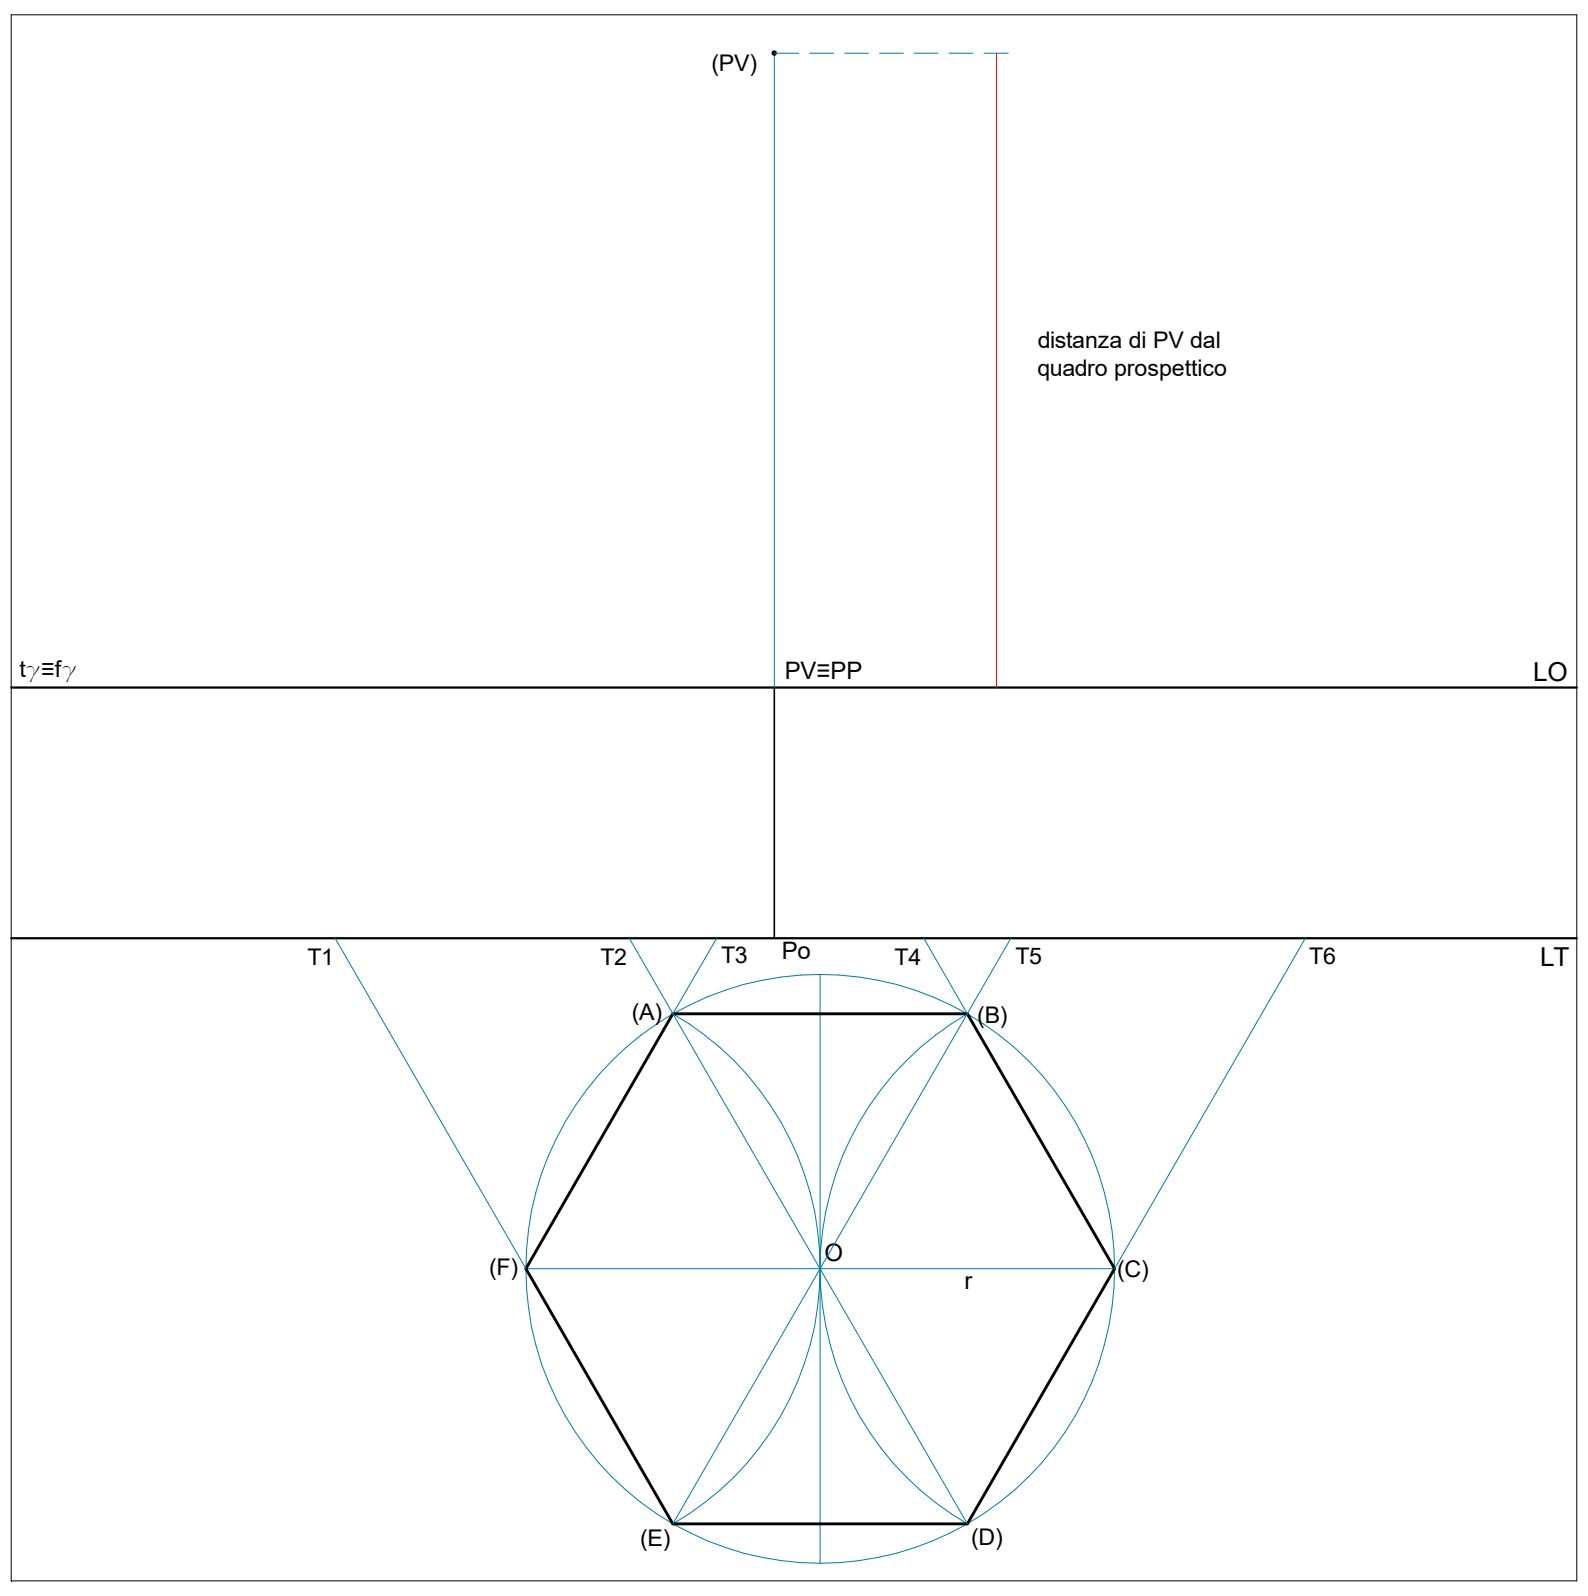 (PV)
distanza di PV dal
quadro prospettico
tγ≡fγ
PV≡PP
LO
T1
T2
T3
Po
T4
T5
T6
LT
(A)
(B)
O
(F)
r
(C)
(E)
(D)